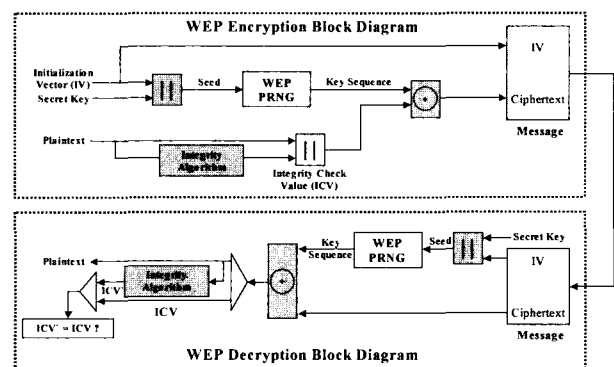 WEP Encryption Block Diagram
Initialization
Vector (IV)
Secret Key
||
Seed
WEP
PRNG
Key Sequence
+
IV
Ciphertext
Message
Plaintext
Integrity
Algorithm
||
Integrity Check
Value (ICV)
Plaintext
ICV'
Integrity
Algorithm
ICV
ICV' = ICV ?
+
Key
Sequence
WEP
PRNG
Seed
||
Secret Key
IV
Ciphertext
Message
WEP Decryption Block Diagram